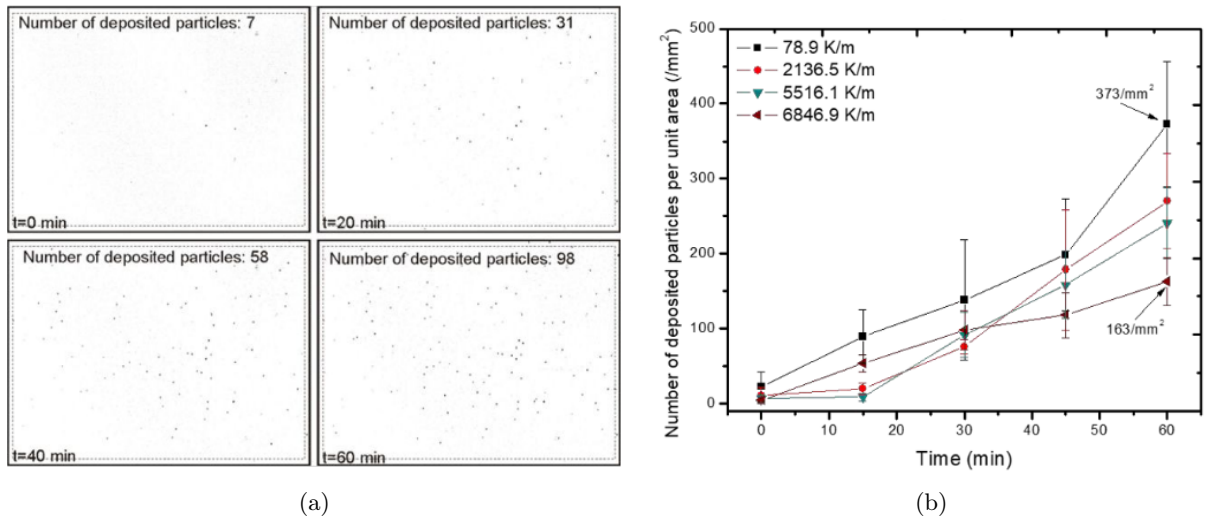 Number of deposited particles: 7
t=0 min
Number of deposited particles: 31
t=20 min
Number of deposited particles: 58
t=40 min
Number of deposited particles: 98
t=60 min
(a)
Number of deposited particles per unit area (/mm²)
500
400
300
200
100
0
78.9 K/m
2136.5 K/m
5516.1 K/m
6846.9 K/m
373/mm²
163/mm²
0
10
20
30
40
50
60
Time (min)
(b)